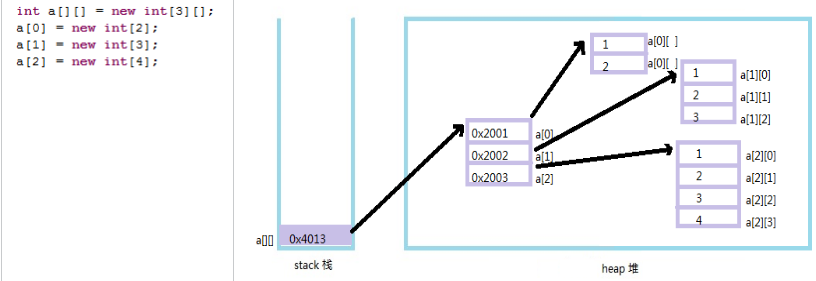 int a[][] = new int[3][];
a[0] = new int[2];
a[1] = new int[3];
a[2] = new int[4];
a[][]
0x4013
stack 栈
0x2001
a[0]
0x2002
a[1]
0x2003
a[2]
1
a[0][ ]
2
a[0][ ]
1
a[1][0]
2
a[1][1]
3
a[1][2]
1
a[2][0]
2
a[2][1]
3
a[2][2]
4
a[2][3]
heap 堆